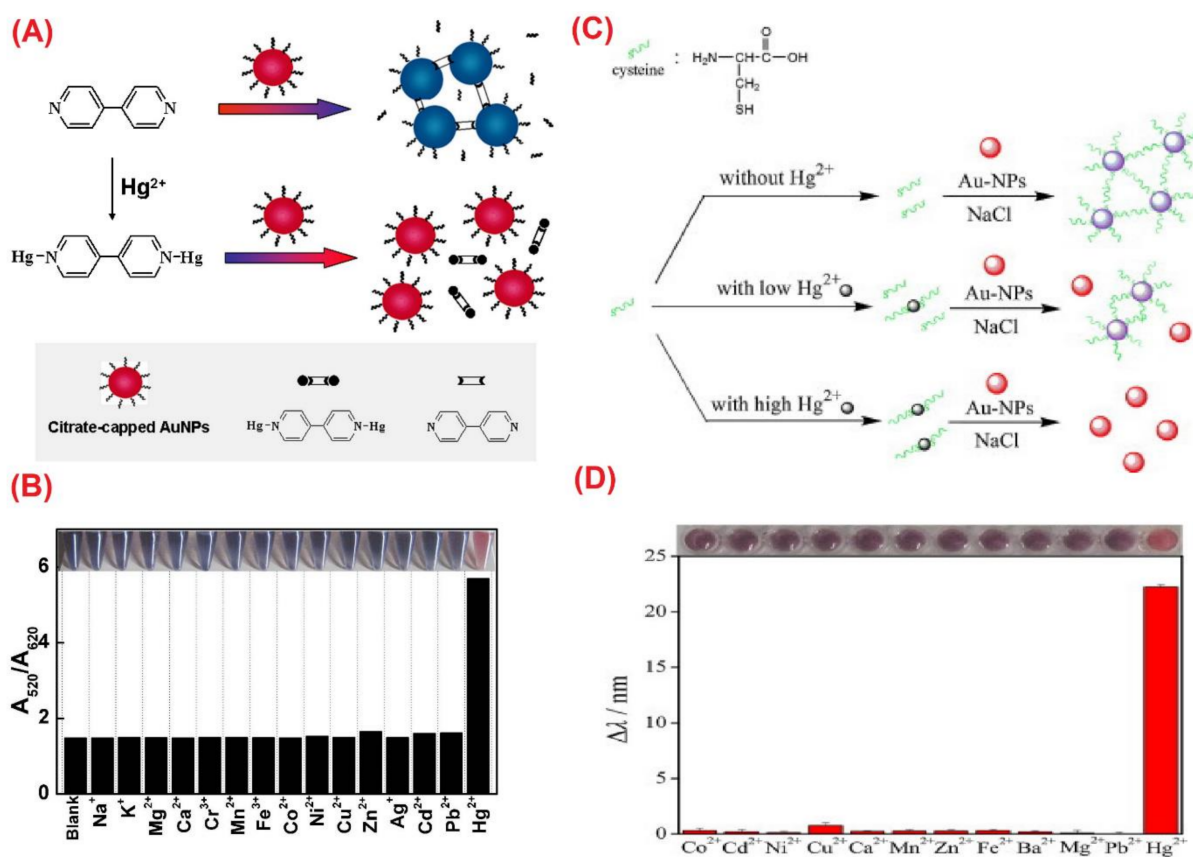 (A)
N
N
Hg²⁺
Hg-N
N-Hg
Citrate-capped AuNPs
Hg-N
N-Hg
N
N
(B)
6
4
2
0
A520/A620
Blank
Na⁺
K⁺
Mg²⁺
Ca²⁺
Cr³⁺
Mn²⁺
Fe³⁺
Co²⁺
Ni²⁺
Cu²⁺
Zn²⁺
Ag⁺
Cd²⁺
Pb²⁺
Hg²⁺
(C)
cysteine :
O
H₂N-CH-C-OH
CH₂
SH
without Hg²⁺
Au-NPs
NaCl
with low Hg²⁺
Au-NPs
NaCl
with high Hg²⁺
Au-NPs
NaCl
(D)
25
20
15
10
5
0
Δλ / nm
Co²⁺ Cd²⁺ Ni²⁺ Cu²⁺ Ca²⁺ Mn²⁺ Zn²⁺ Fe²⁺ Ba²⁺ Mg²⁺ Pb²⁺ Hg²⁺